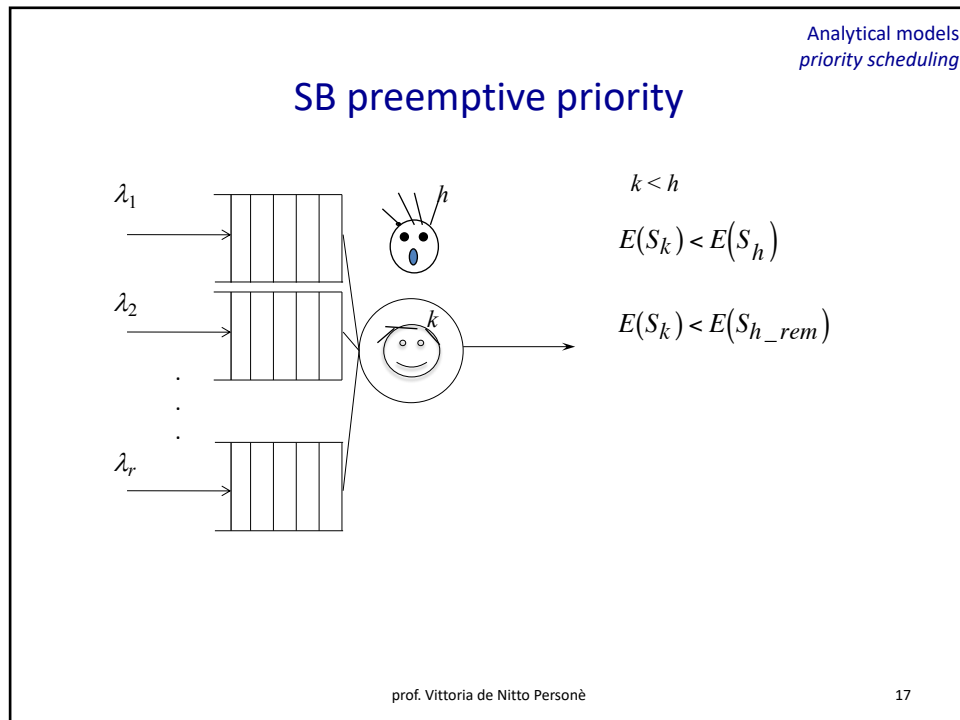 Analytical models
priority scheduling
SB preemptive priority
λ1
h
k < h
E(Sk) < E(Sh)
λ2
k
E(Sk) < E(Sh_rem)
.
.
.
λr
prof. Vittoria de Nitto Personè
17